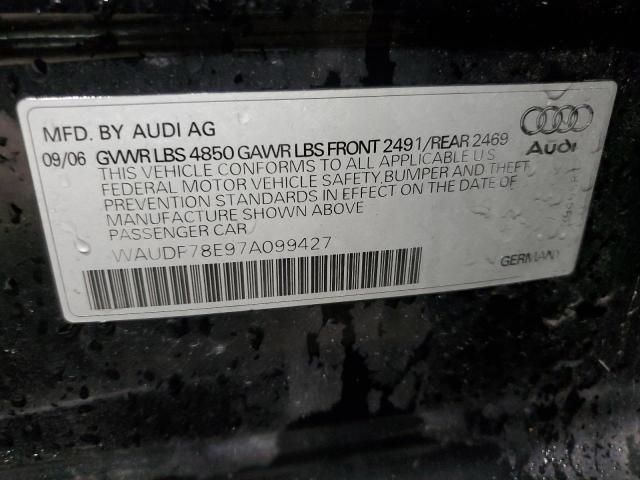 MFD. BY AUDI AG
09/06 GVWR LBS 4850 GAWR LBS FRONT 2491/REAR 2469
THIS VEHICLE CONFORMS TO ALL APPLICABLE U S
FEDERAL MOTOR VEHICLE SAFETY,BUMPER AND THEFT
PREVENTION STANDARDS IN EFFECT ON THE DATE OF
MANUFACTURE SHOWN ABOVE
PASSENGER CAR
WAUDF78E97A099427
Audi
GERMANY